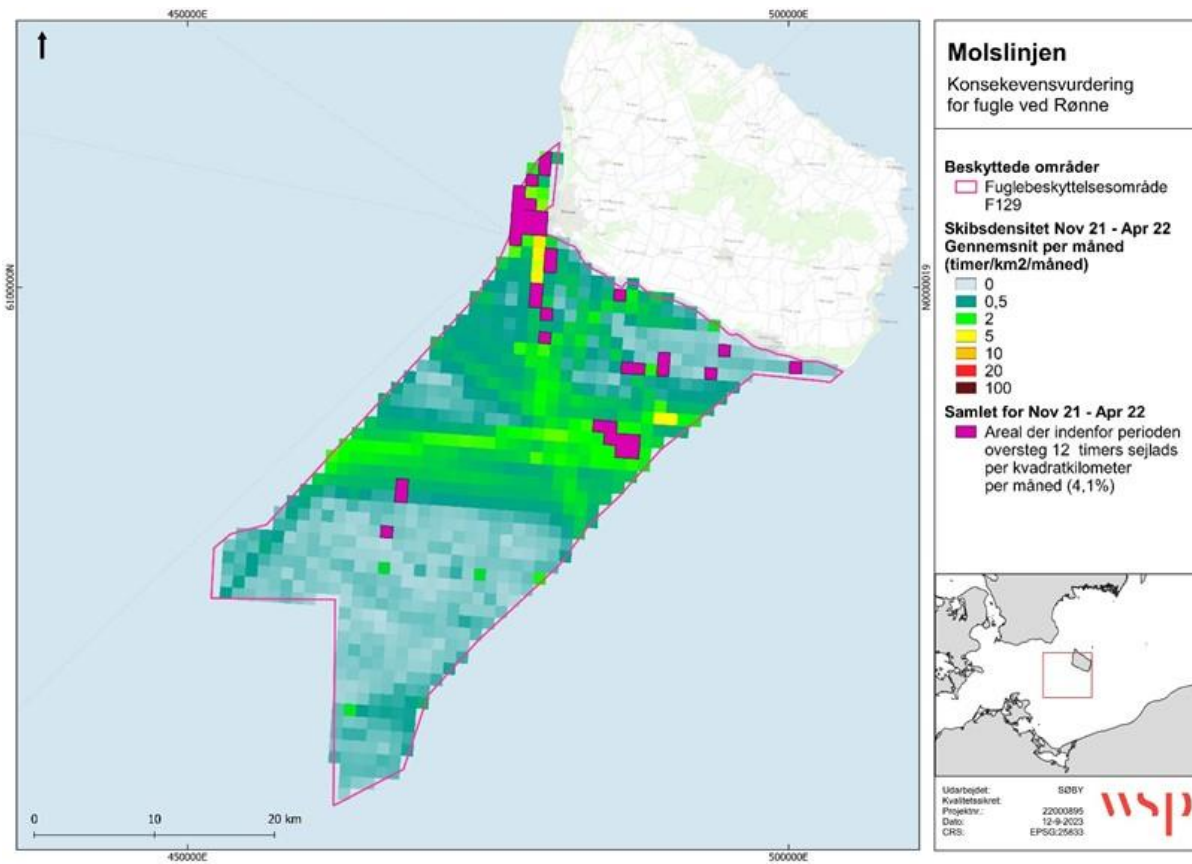 450000E
500000E
6100000N
6100000N
0
10
20 km
450000E
500000E
Molslinjen
Konsekevensvurdering
for fugle ved Rønne
Beskyttede områder
Fuglebeskyttelsesområde
F129
Skibsdensitet Nov 21 - Apr 22
Gennemsnit per måned
(timer/km2/måned)
0
0,5
2
5
10
20
100
Samlet for Nov 21 - Apr 22
Areal der indenfor perioden
oversteg 12 timers sejlads
per kvadratkilometer
per måned (4,1%)
Udarbejdet: SØBY
Kvalitetssikret:
Projektnr.: 22000895
Dato: 12-9-2023
CRS: EPSG:25833
wsp